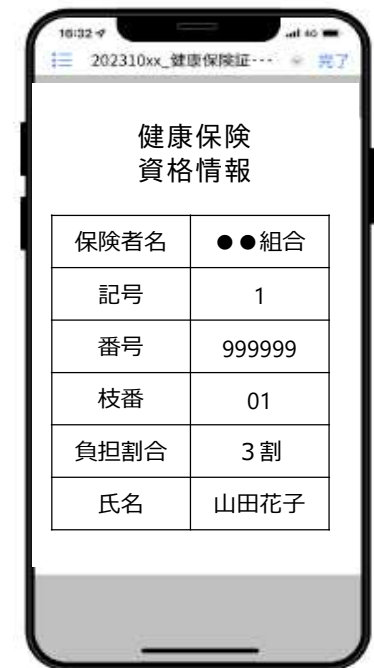 16:32
4G
202310xx_健康保険証･･･
完了
健康保険
資格情報
保険者名 ●●組合
記号 1
番号 999999
枝番 01
負担割合 3割
氏名 山田花子